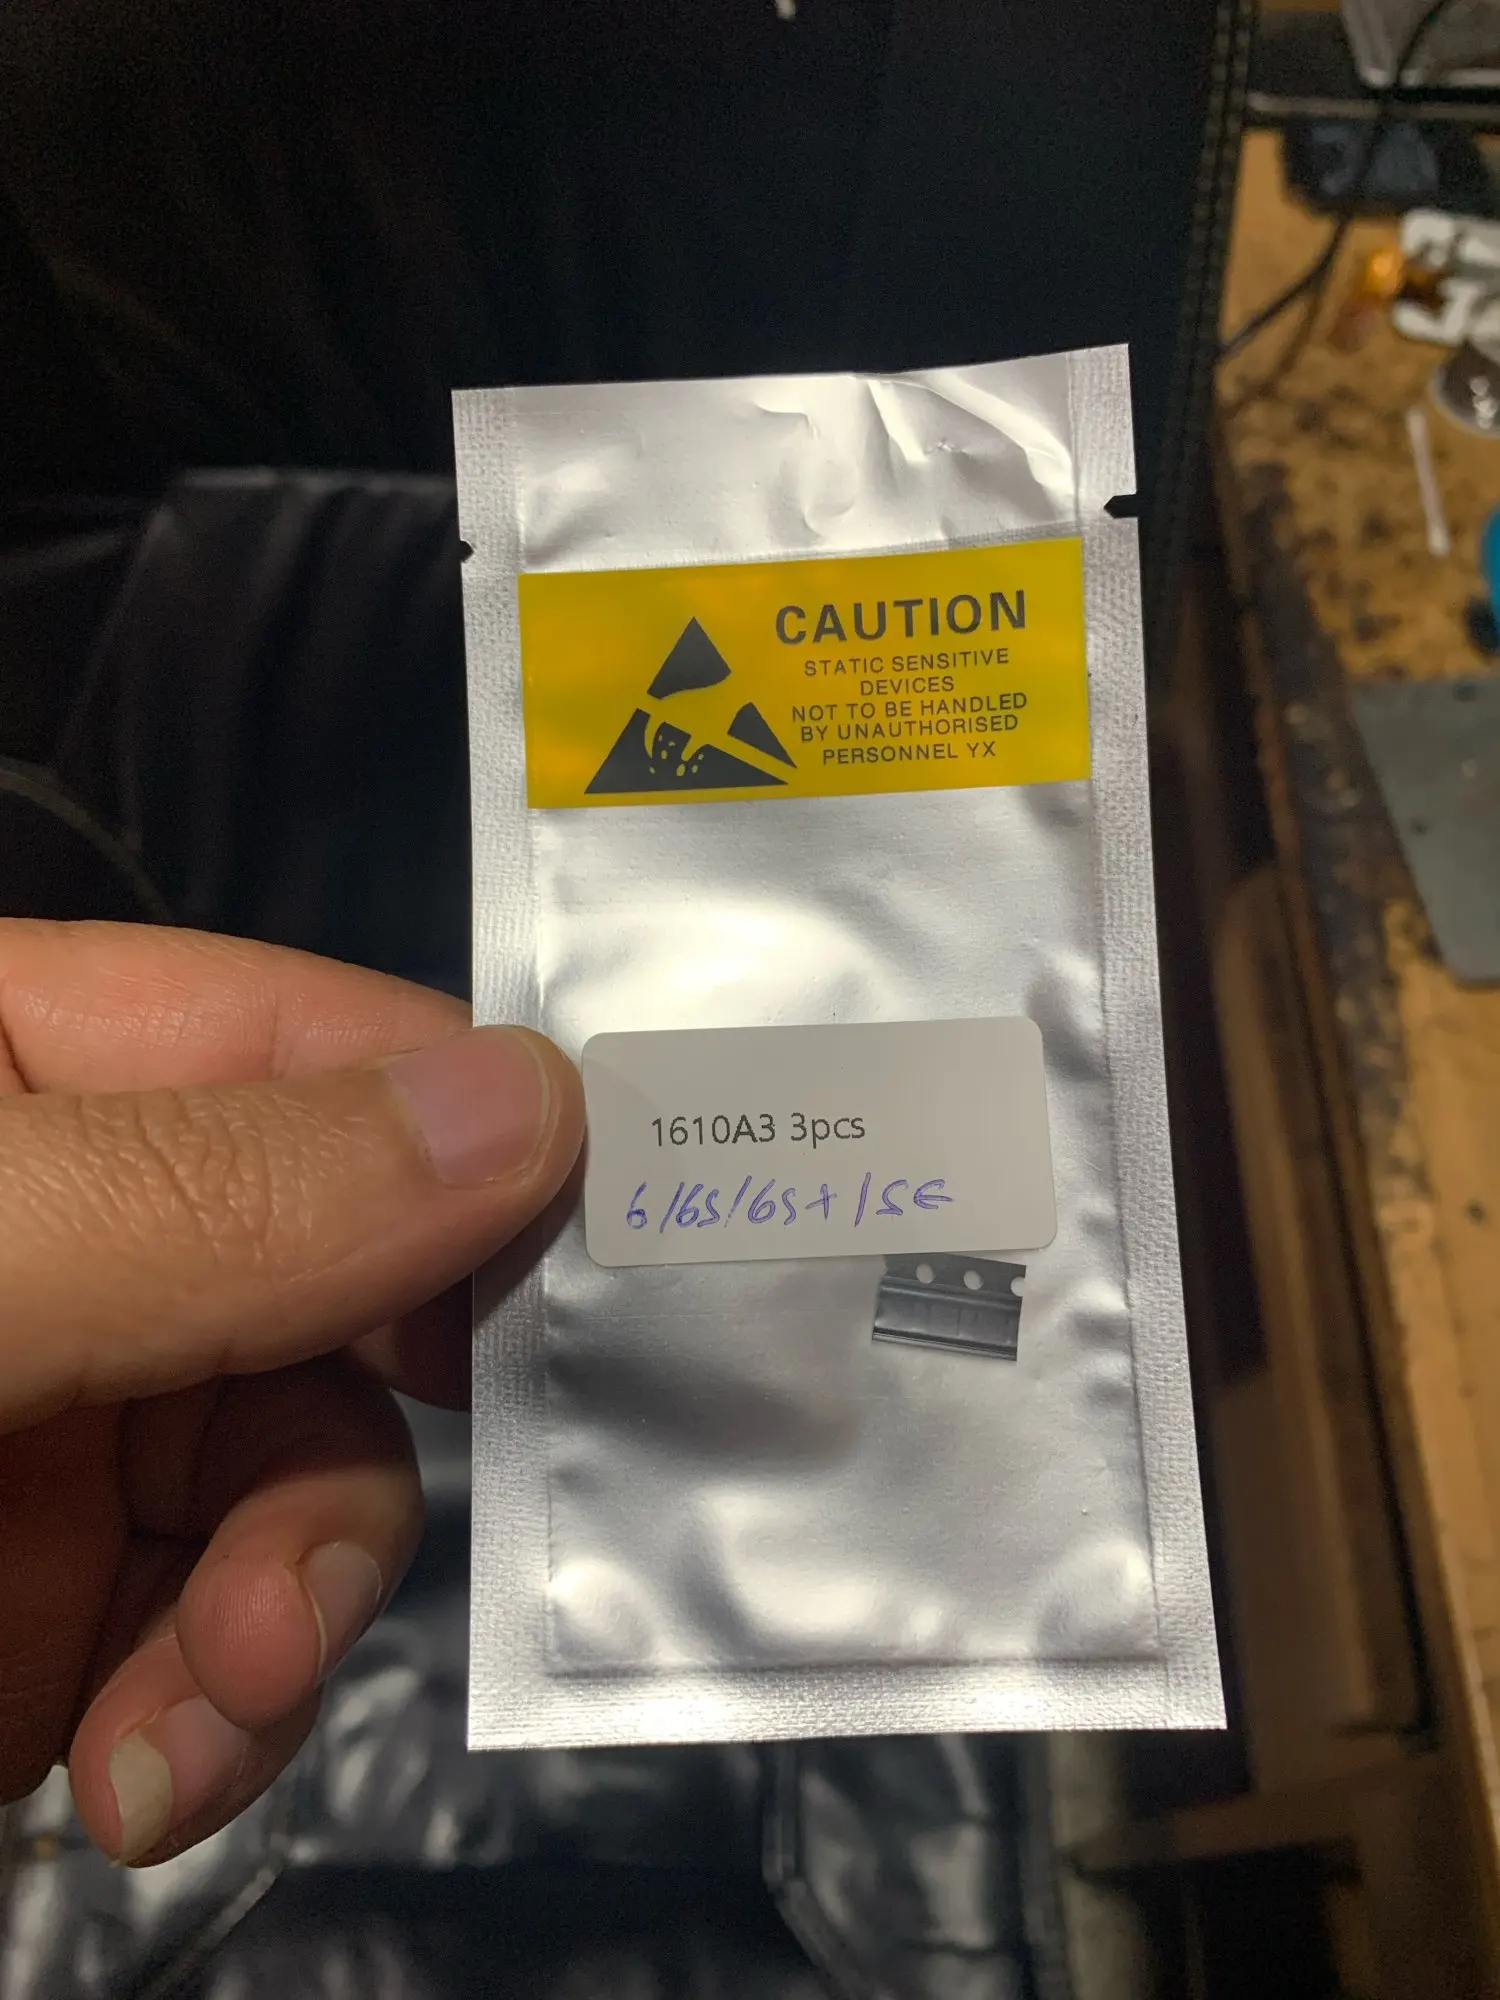 CAUTION
STATIC SENSITIVE
DEVICES
NOT TO BE HANDLED
BY UNAUTHORISED
PERSONNEL YX
1610A3 3pcs
6/6S/6S+/SE